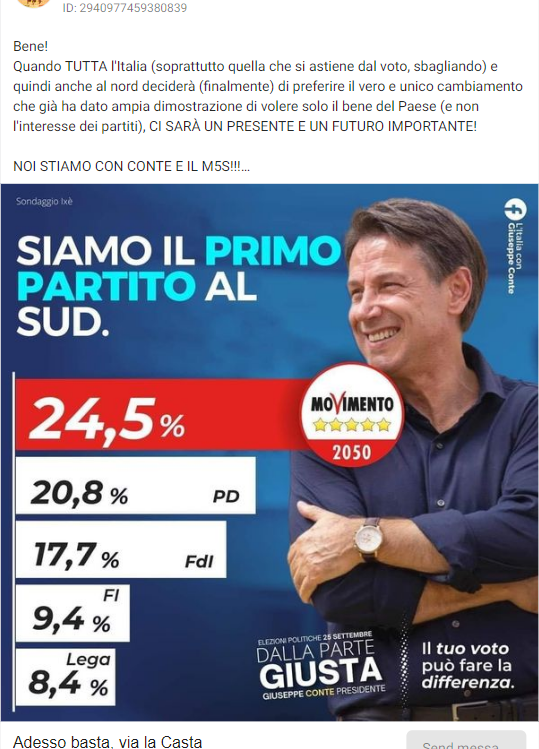 ID: 2940977459380839
Bene!
Quando TUTTA l'Italia (soprattutto quella che si astiene dal voto, sbagliando) e
quindi anche al nord deciderà (finalmente) di preferire il vero e unico cambiamento
che già ha dato ampia dimostrazione di volere solo il bene del Paese (e non
l'interesse dei partiti), CI SARÀ UN PRESENTE E UN FUTURO IMPORTANTE!
NOI STIAMO CON CONTE E IL M5S!!!...
Sondaggio Ixè
L'Italia con
Giuseppe Conte
SIAMO IL PRIMO
PARTITO AL
SUD.
24,5 %
MOVIMENTO
2050
20,8 % PD
17,7 % FdI
FI
9,4 %
Lega
8,4 %
ELEZIONI POLITICHE 25 SETTEMBRE
DALLA PARTE
GIUSTA
GIUSEPPE CONTE PRESIDENTE
Il tuo voto
può fare la
differenza.
Adesso basta, via la Casta
Send messa